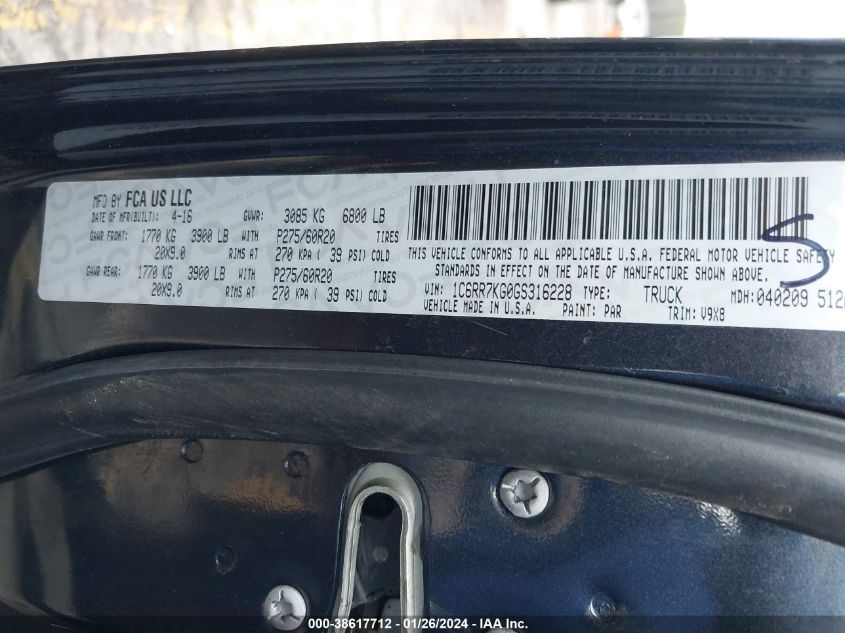 MFD BY FCA US LLC
DATE OF MFR(BUILT): 4-16 GVWR: 3085 KG 6800 LB
GAWR FRONT: 1770 KG 3900 LB WITH P275/60R20 TIRES
20X9.0 RIMS AT 270 KPA ( 39 PSI) COLD
GAWR REAR: 1770 KG 3900 LB WITH P275/60R20 TIRES
20X9.0 RIMS AT 270 KPA ( 39 PSI) COLD
THIS VEHICLE CONFORMS TO ALL APPLICABLE U.S.A. FEDERAL MOTOR VEHICLE SAFETY
STANDARDS IN EFFECT ON THE DATE OF MANUFACTURE SHOWN ABOVE.
VIN: 1C6RR7KG0GS316228 TYPE: TRUCK MDH:040209 512
VEHICLE MADE IN U.S.A. PAINT: PAR TRIM: V9X8
S
000-38617712 - 01/26/2024 - IAA Inc.